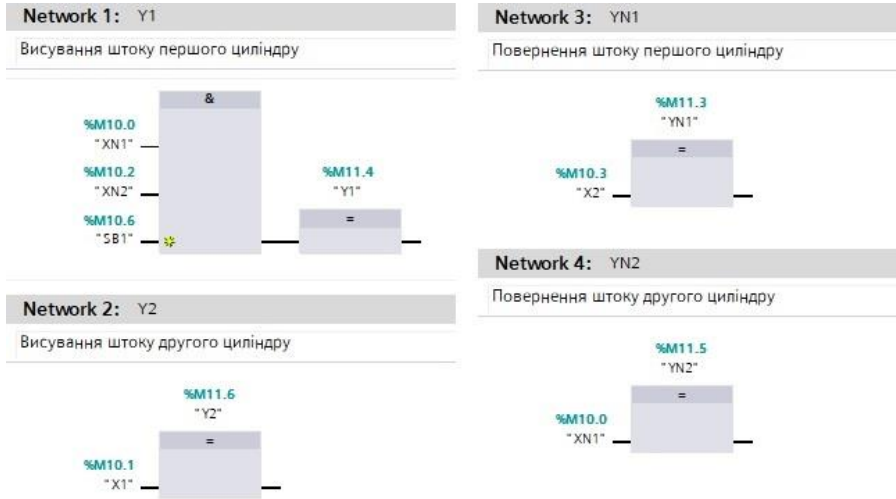 Network 1: Y1
Висування штоку першого циліндру
&
%M10.0
"XN1"
%M10.2
"XN2"
%M10.6
"SB1"
%M11.4
"Y1"
=
Network 2: Y2
Висування штоку другого циліндру
%M11.6
"Y2"
=
%M10.1
"X1"
Network 3: YN1
Повернення штоку першого циліндру
%M11.3
"YN1"
=
%M10.3
"X2"
Network 4: YN2
Повернення штоку другого циліндру
%M11.5
"YN2"
=
%M10.0
"XN1"